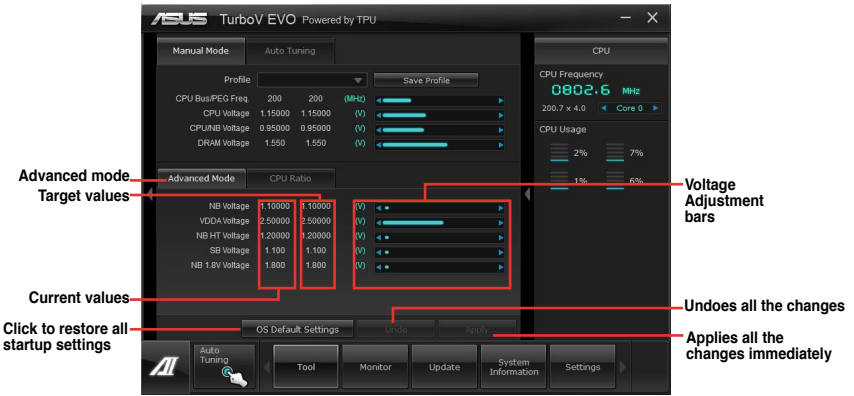 ASUS TurboV EVO Powered by TPU
Manual Mode Auto Tuning
Profile Save Profile
CPU Bus/PEG Freq. 200 200 (MHz)
CPU Voltage 1.15000 1.15000 (V)
CPU/NB Voltage 0.95000 0.95000 (V)
DRAM Voltage 1.550 1.550 (V)
CPU
CPU Frequency
0802.6 MHz
200.7 x 4.0 Core 0
CPU Usage
2% 7%
1% 6%
Advanced mode
Target values
Advanced Mode CPU Ratio
NB Voltage 1.10000 1.10000 (V)
VDDA Voltage 2.50000 2.50000 (V)
NB HT Voltage 1.20000 1.20000 (V)
SB Voltage 1.100 1.100 (V)
NB 1.8V Voltage 1.800 1.800 (V)
Voltage
Adjustment
bars
Current values
Click to restore all
startup settings
OS Default Settings Undo Apply
Undoes all the changes
Applies all the
changes immediately
AI
Auto
Tuning
Tool Monitor Update System
Information Settings